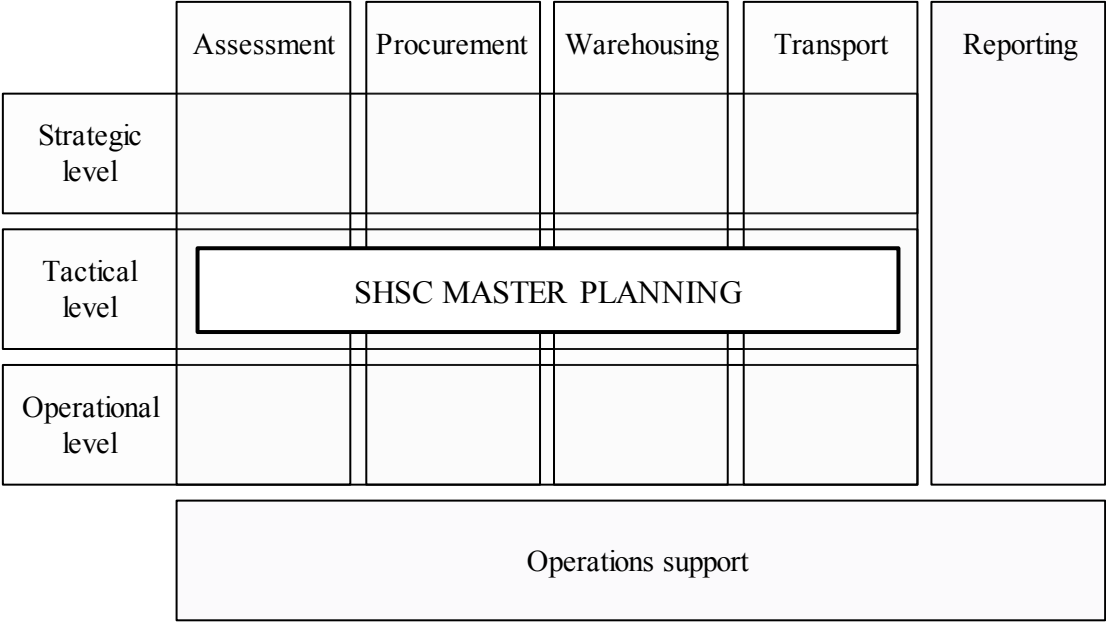 Assessment
Procurement
Warehousing
Transport
Reporting
Strategic
level
Tactical
level
SHSC MASTER PLANNING
Operational
level
Operations support